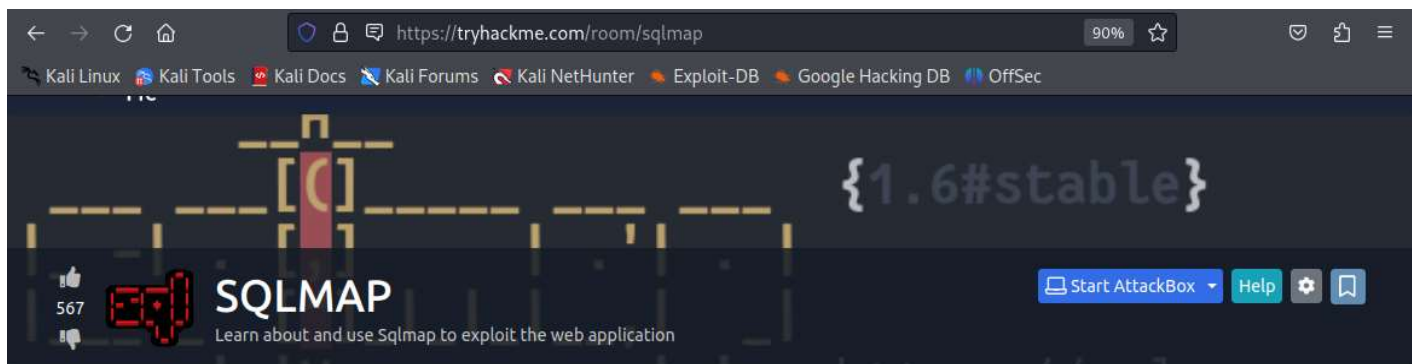 https://tryhackme.com/room/sqlmap
90%
Kali Linux Kali Tools Kali Docs Kali Forums Kali NetHunter Exploit-DB Google Hacking DB OffSec
{1.6#stable}
567
SQLMAP
Start AttackBox Help
Learn about and use Sqlmap to exploit the web application